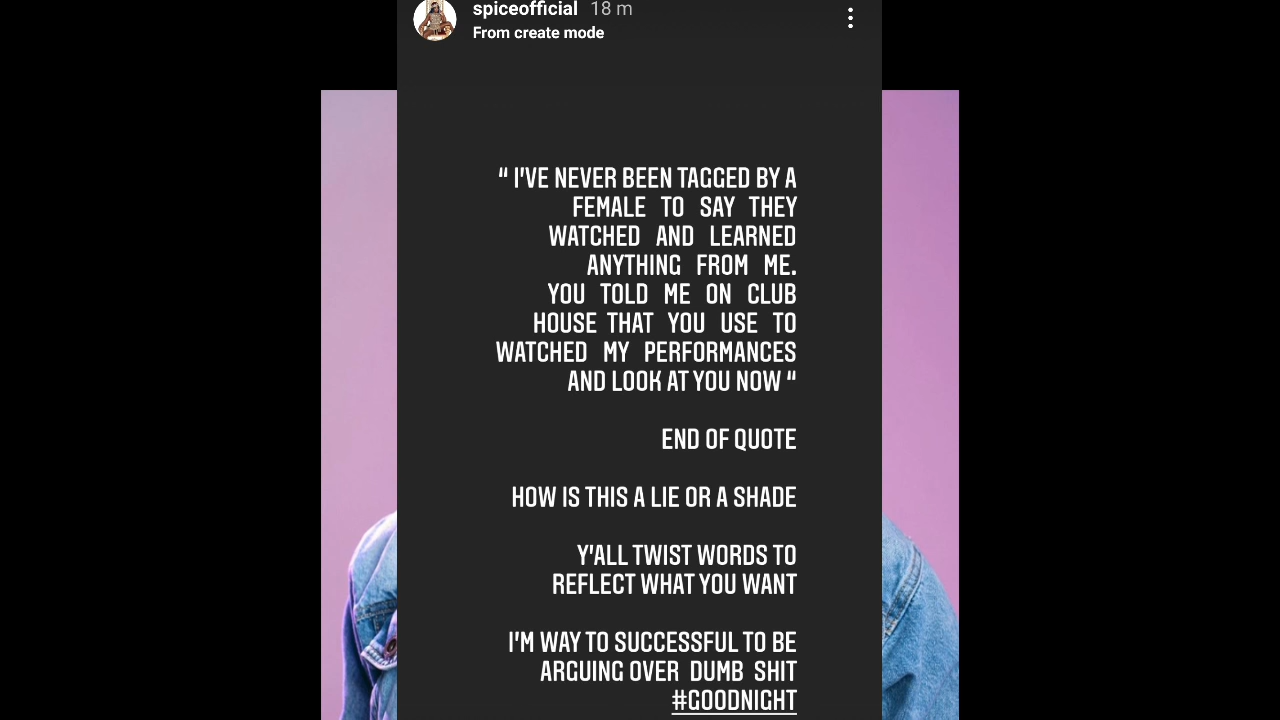 spiceofficial 18 m
From create mode
“ I'VE NEVER BEEN TAGGED BY A
FEMALE TO SAY THEY
WATCHED AND LEARNED
ANYTHING FROM ME.
YOU TOLD ME ON CLUB
HOUSE THAT YOU USE TO
WATCHED MY PERFORMANCES
AND LOOK AT YOU NOW “
END OF QUOTE
HOW IS THIS A LIE OR A SHADE
Y'ALL TWIST WORDS TO
REFLECT WHAT YOU WANT
I'M WAY TO SUCCESSFUL TO BE
ARGUING OVER DUMB SHIT
#GOODNIGHT